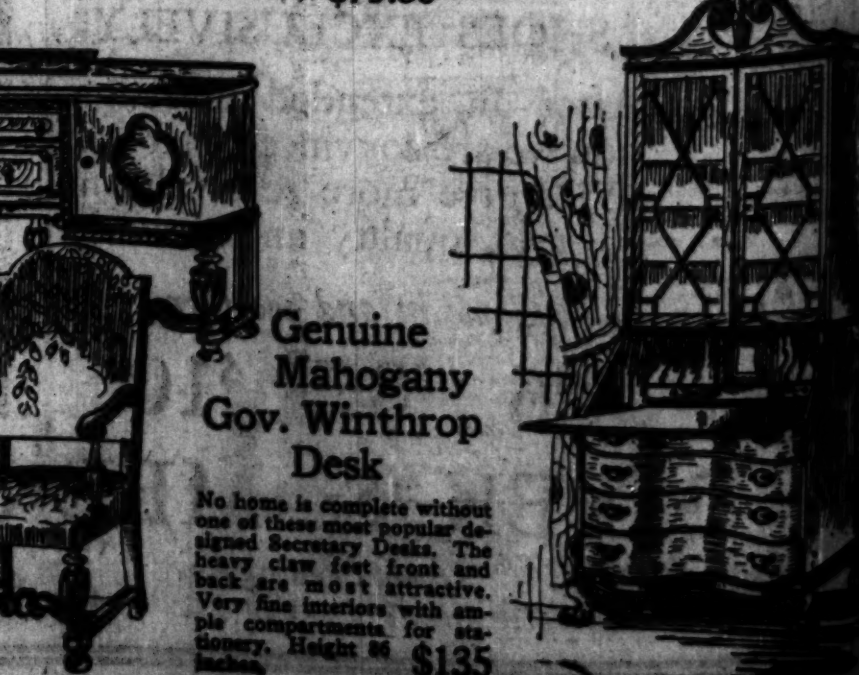 Genuine
Mahogany
Gov. Winthrop
Desk
No home is complete without
one of these most popular de-
signed Secretary Desks. The
heavy claw feet front and
back are most attractive.
Very fine interiors with am-
ple compartments for sta-
tionery. Height 86
inches.
$135